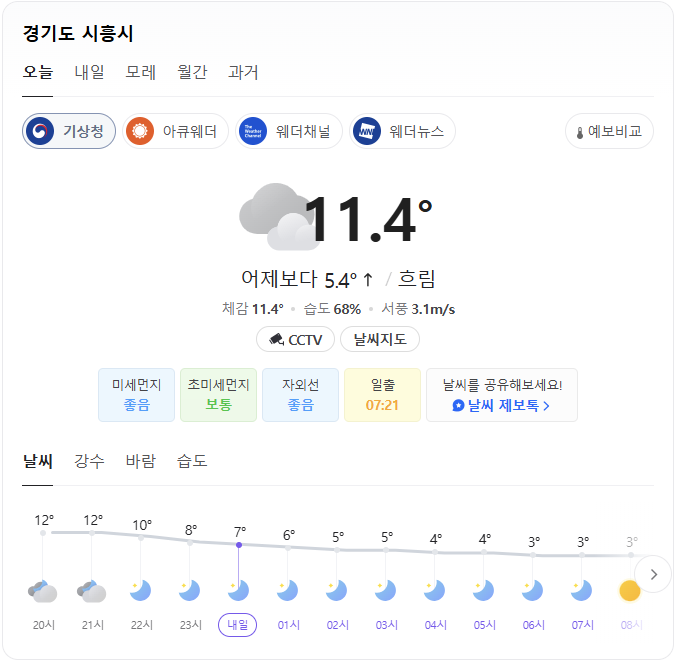 경기도 시흥시
오늘 내일 모레 월간 과거
기상청 아큐웨더 The Weather Channel 웨더채널 WN 웨더뉴스 예보비교
11.4°
어제보다 5.4°↑ / 흐림
체감 11.4° • 습도 68% • 서풍 3.1m/s
CCTV 날씨지도
미세먼지 초미세먼지 자외선 일출 날씨를 공유해보세요!
좋음 보통 좋음 07:21 날씨 제보톡 >
날씨 강수 바람 습도
12° 12° 10° 8° 7° 6° 5° 5° 4° 4° 3° 3° 3°
20시 21시 22시 23시 내일 01시 02시 03시 04시 05시 06시 07시 08시